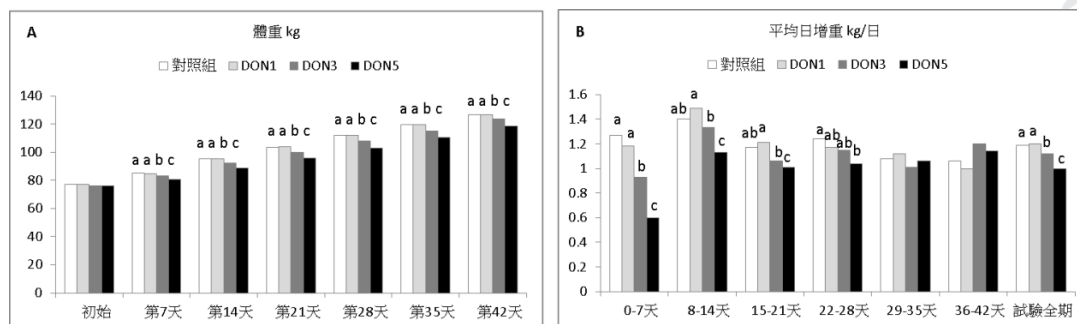 A
體重 kg
對照組 DON1 DON3 DON5
140
120
100
80
60
40
20
0
a a b c a a b c a a b c a a b c a a b c a a b c
初始 第7天 第14天 第21天 第28天 第35天 第42天
B
平均日增重 kg/日
對照組 DON1 DON3 DON5
1.6
1.4
1.2
1
0.8
0.6
0.4
0.2
0
a a b c ab a b c ab a b c a ab ab b a a b c
0-7天 8-14天 15-21天 22-28天 29-35天 36-42天 試驗全期